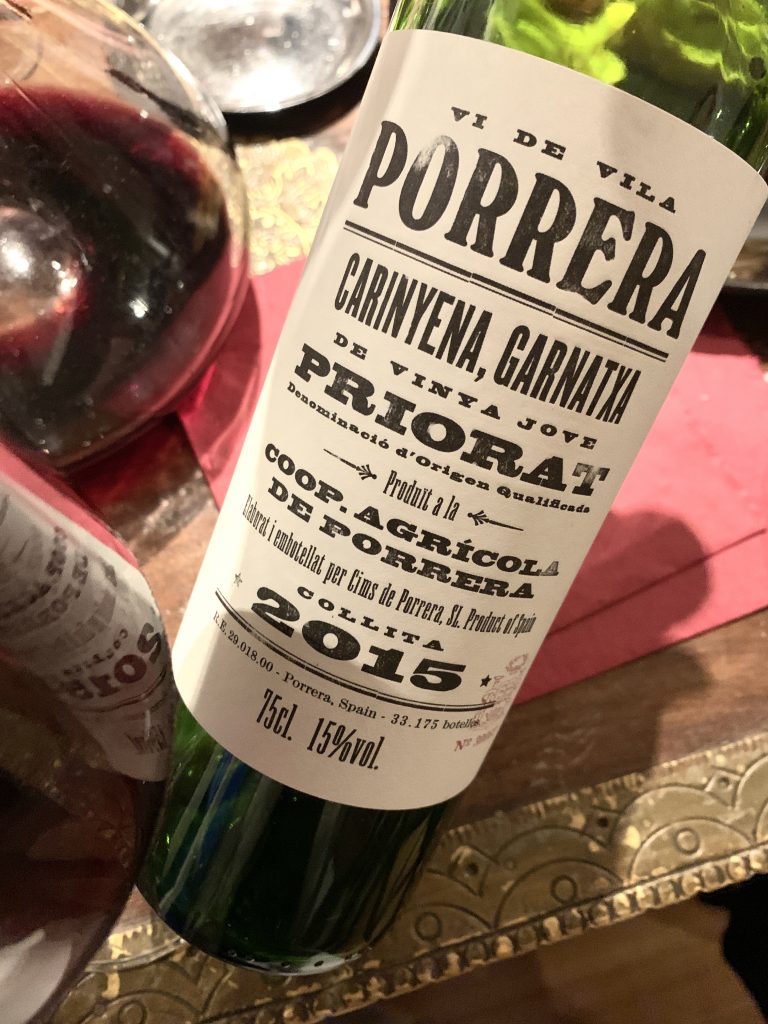 VI DE VILA
PORRERA
CARINYENA, GARNATXA
DE VINYA JOVE
PRIORAT
Denominació d'Origen Qualificada
Produït a la
COOP. AGRÍCOLA
DE PORRERA
Elaborat i embotellat per Cims de Porrera, SL. Product of Spain
COLLITA
2015
R.E. 29.018.00 - Porrera, Spain - 33.175 botelles
75cl. 15%vol.
Nº